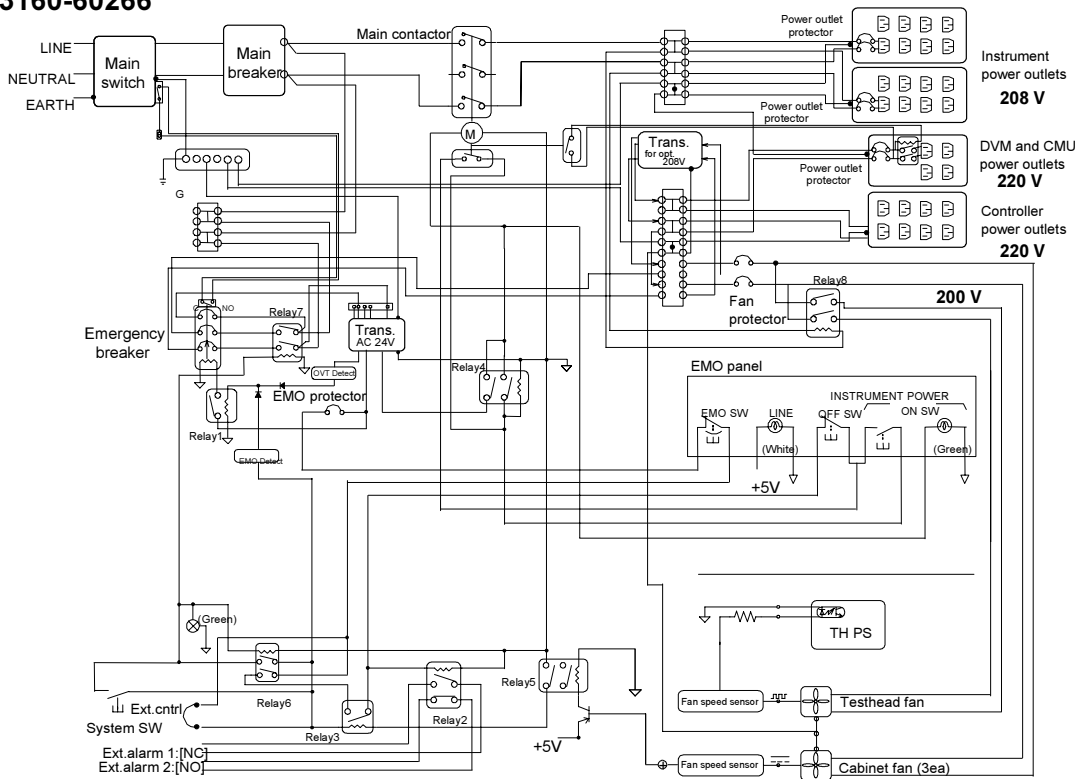 3160-60266
LINE
NEUTRAL
EARTH
Main
switch
Main
breaker
Main contactor
Power outlet
protector
Instrument
power outlets
208 V
Power outlet
protector
M
Trans.
for opt.
208V
DVM and CMU
power outlets
220 V
Power outlet
protector
G
Controller
power outlets
220 V
NO
Relay7
Emergency
breaker
Trans.
AC 24V
Relay8
200 V
Fan
protector
OVT Detect
EMO protector
Relay4
Relay1
EMO Detect
EMO panel
INSTRUMENT POWER
EMO SW
LINE
OFF SW
ON SW
(White)
(Green)
+5V
(Green)
TH PS
Relay6
Relay5
Ext.cntrl
System SW
Relay3
Relay2
Fan speed sensor
Testhead fan
+5V
Ext.alarm 1:[NC]
Ext.alarm 2:[NO]
Fan speed sensor
Cabinet fan (3ea)